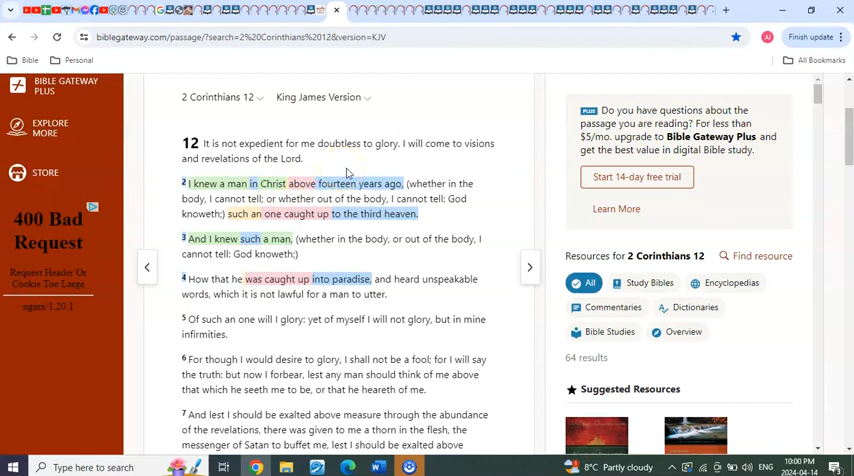 biblegateway.com/passage/?search=2%20Corinthians%2012&version=KJV
AI
Finish update
Bible
Personal
All Bookmarks
BIBLE GATEWAY
PLUS
EXPLORE
MORE
STORE
400 Bad
Request
Request Header Or
Cookie Too Large
nginx/1.20.1
2 Corinthians 12
King James Version
12 It is not expedient for me doubtless to glory. I will come to visions
and revelations of the Lord.
2 I knew a man in Christ above fourteen years ago, (whether in the
body, I cannot tell; or whether out of the body, I cannot tell: God
knoweth;) such an one caught up to the third heaven.
3 And I knew such a man, (whether in the body, or out of the body, I
cannot tell: God knoweth;)
4 How that he was caught up into paradise, and heard unspeakable
words, which it is not lawful for a man to utter.
5 Of such an one will I glory: yet of myself I will not glory, but in mine
infirmities.
6 For though I would desire to glory, I shall not be a fool; for I will say
the truth: but now I forbear, lest any man should think of me above
that which he seeth me to be, or that he heareth of me.
7 And lest I should be exalted above measure through the abundance
of the revelations, there was given to me a thorn in the flesh, the
messenger of Satan to buffet me, lest I should be exalted above
PLUS Do you have questions about the
passage you are reading? For less than
$5/mo. upgrade to Bible Gateway Plus and
get the best value in digital Bible study.
Start 14-day free trial
Learn More
Resources for 2 Corinthians 12
Find resource
All
Study Bibles
Encyclopedias
Commentaries
Dictionaries
Bible Studies
Overview
64 results
Suggested Resources
Type here to search
8°C Partly cloudy
ENG
10:00 PM
2024-04-14